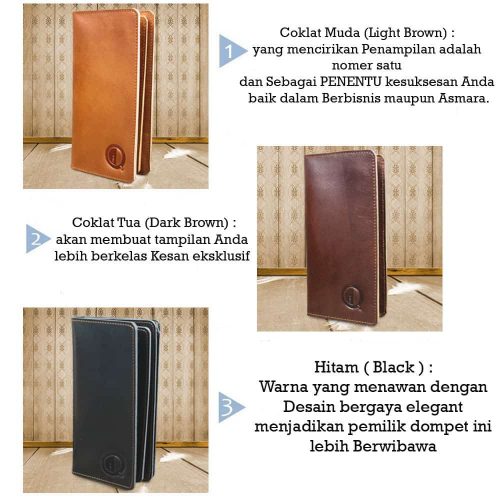 1
Coklat Muda (Light Brown) :
yang mencirikan Penampilan adalah
nomer satu
dan Sebagai PENENTU kesuksesan Anda
baik dalam Berbisnis maupun Asmara.
2
Coklat Tua (Dark Brown) :
akan membuat tampilan Anda
lebih berkelas Kesan eksklusif
3
Hitam ( Black ) :
Warna yang menawan dengan
Desain bergaya elegant
menjadikan pemilik dompet ini
lebih Berwibawa